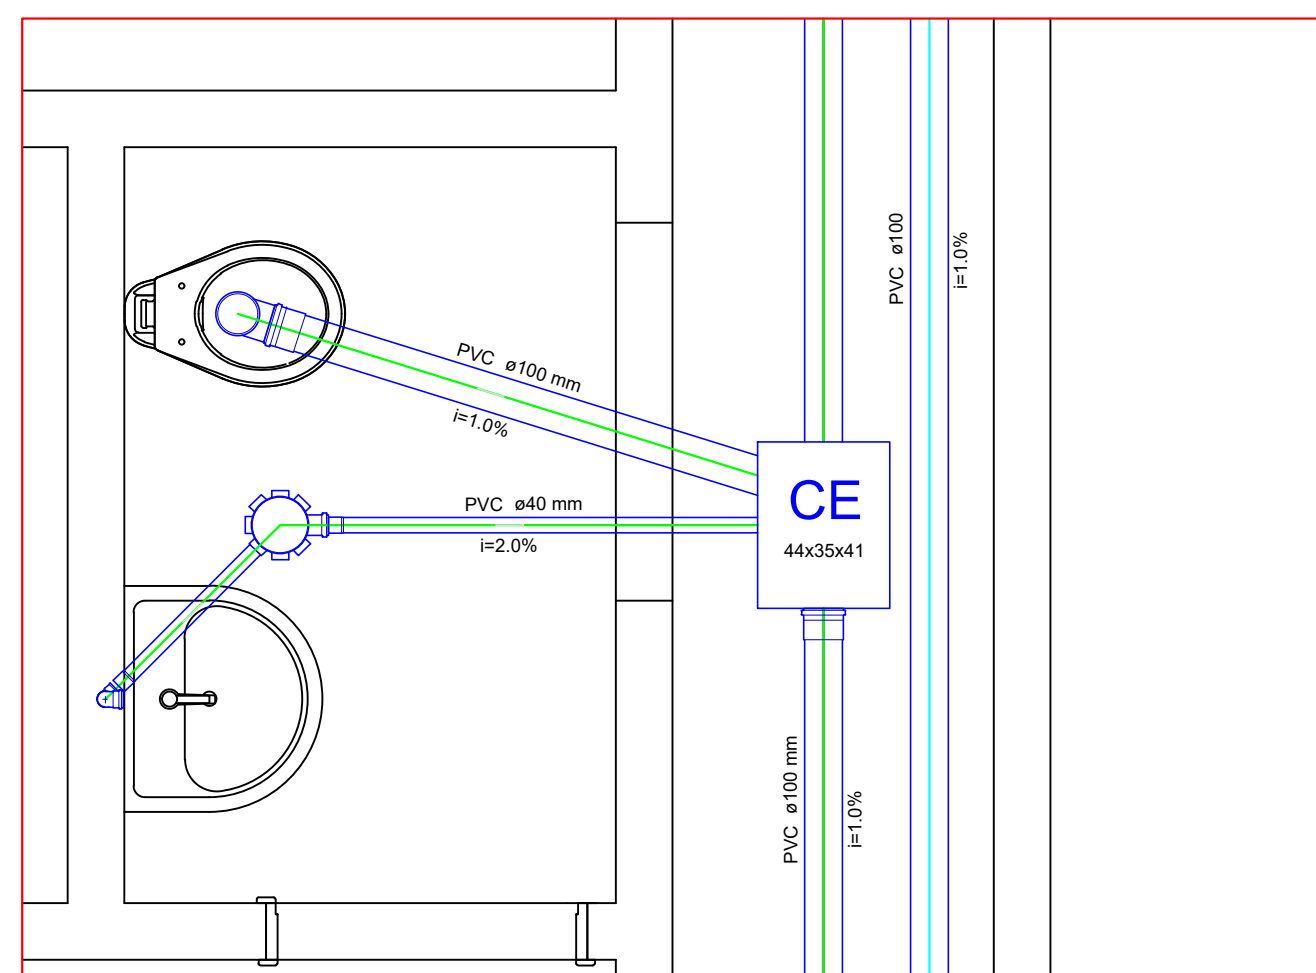 PVC ø100
i=1.0%
PVC ø100 mm
i=1.0%
PVC ø40 mm
i=2.0%
CE
44x35x41
PVC ø100 mm
i=1.0%